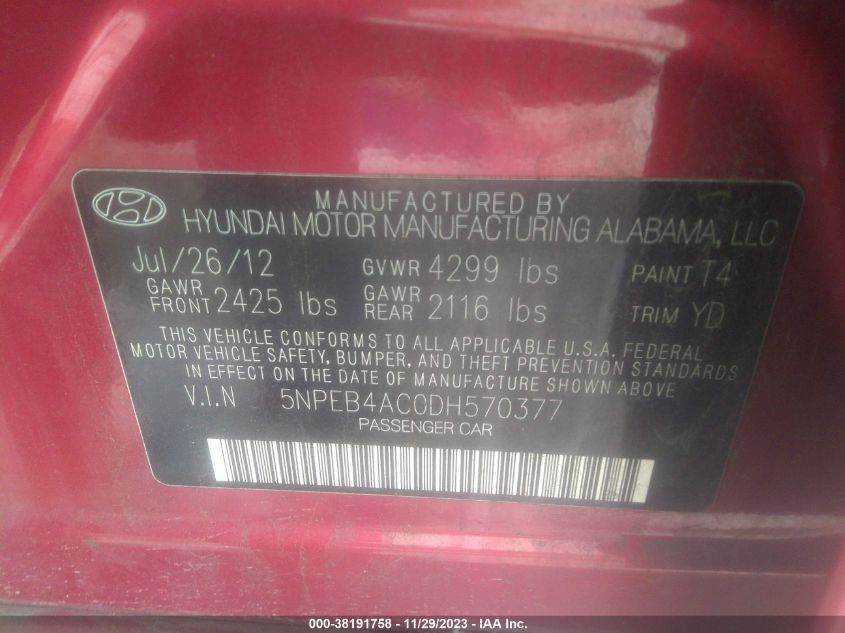 MANUFACTURED BY
HYUNDAI MOTOR MANUFACTURING ALABAMA, LLC
Jul/26/12 GVWR 4299 lbs PAINT T4
GAWR FRONT 2425 lbs GAWR REAR 2116 lbs TRIM YD
THIS VEHICLE CONFORMS TO ALL APPLICABLE U.S.A. FEDERAL
MOTOR VEHICLE SAFETY, BUMPER, AND THEFT PREVENTION STANDARDS
IN EFFECT ON THE DATE OF MANUFACTURE SHOWN ABOVE
V.I.N 5NPEB4AC0DH570377
PASSENGER CAR
000-38191758 - 11/29/2023 - IAA Inc.